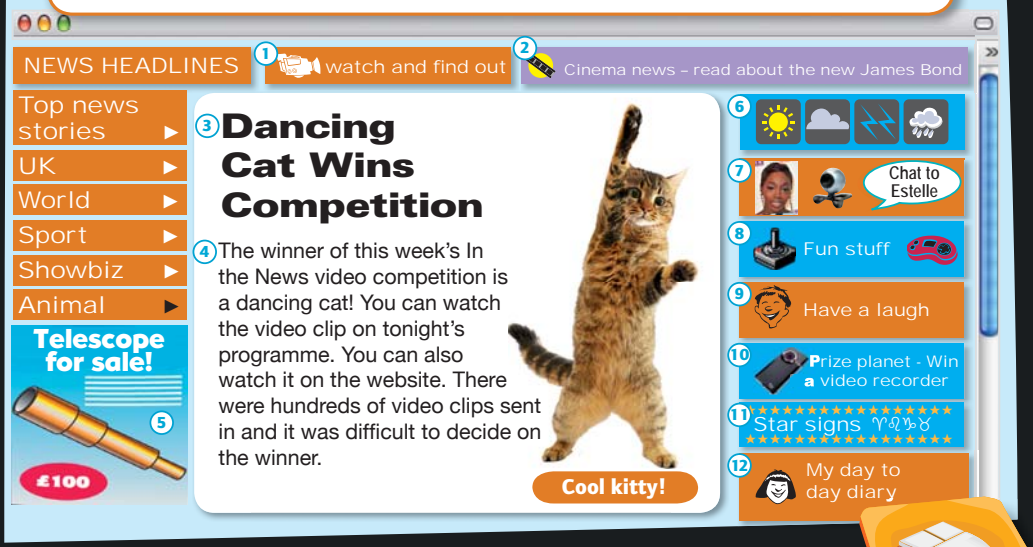 NEWS HEADLINES
1
watch and find out
2
Cinema news – read about the new James Bond
Top news
stories
UK
World
Sport
Showbiz
Animal
Telescope
for sale!
5
£100
3
Dancing
Cat Wins
Competition
4
The winner of this week's In
the News video competition is
a dancing cat! You can watch
the video clip on tonight's
programme. You can also
watch it on the website. There
were hundreds of video clips sent
in and it was difficult to decide on
the winner.
Cool kitty!
6
7
Chat to
Estelle
8
Fun stuff
9
Have a laugh
10
Prize planet - Win
a video recorder
11
Star signs ♈♌♑♉
12
My day to
day diary